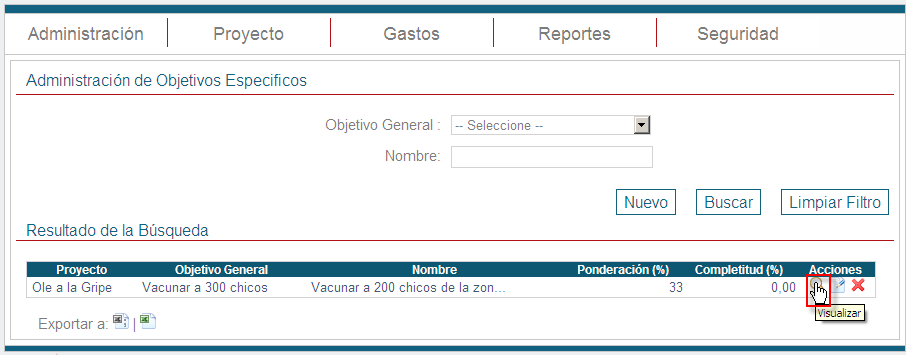 Administración Proyecto Gastos Reportes Seguridad
Administración de Objetivos Especificos
Objetivo General : -- Seleccione --
Nombre:
Nuevo Buscar Limpiar Filtro
Resultado de la Búsqueda
Proyecto Objetivo General Nombre Ponderación (%) Completitud (%) Acciones
Ole a la Gripe Vacunar a 300 chicos Vacunar a 200 chicos de la zon... 33 0,00
Visualizar
Exportar a: |